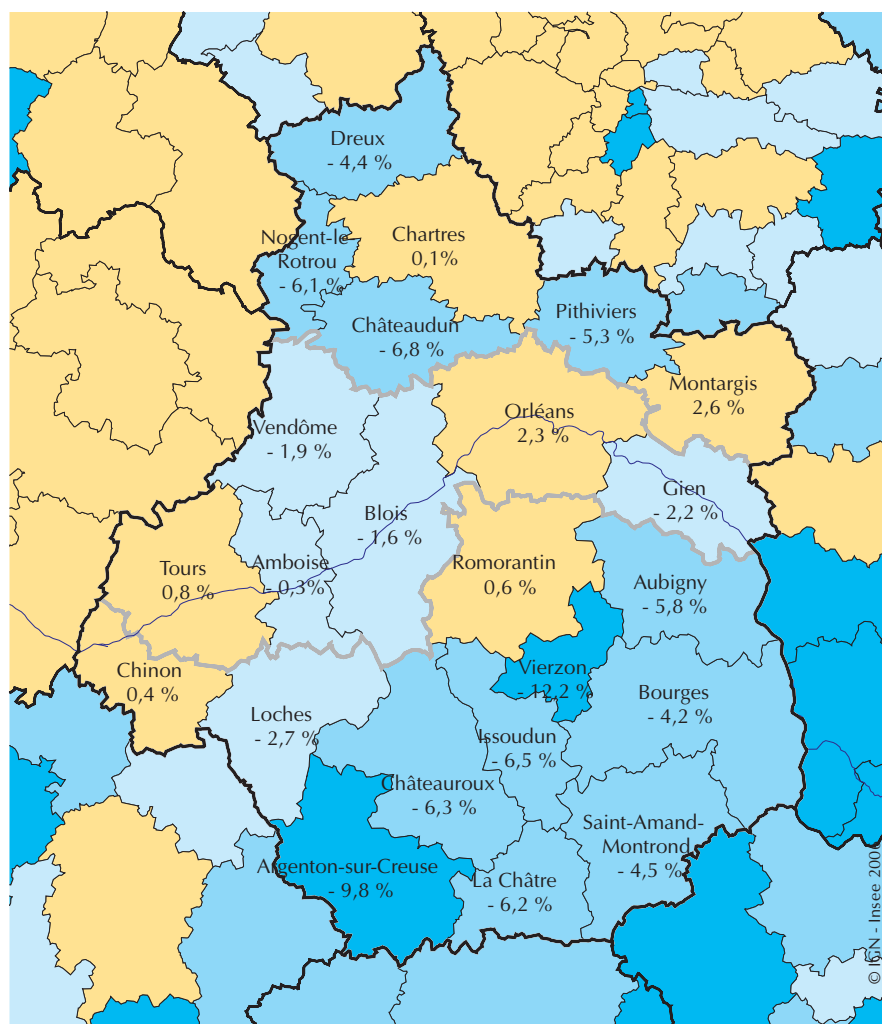 Dreux
- 4,4 %
Nogent-le
Rotrou
- 6,1 %
Chartres
0,1%
Châteaudun
- 6,8 %
Pithiviers
- 5,3 %
Montargis
2,6 %
Orléans
2,3 %
Vendôme
- 1,9 %
Gien
- 2,2 %
Blois
- 1,6 %
Amboise
- 0,3%
Tours
0,8 %
Romorantin
0,6 %
Aubigny
- 5,8 %
Chinon
0,4 %
Vierzon
- 12,2 %
Bourges
- 4,2 %
Loches
- 2,7 %
Issoudun
- 6,5 %
Châteauroux
- 6,3 %
Saint-Amand-
Montrond
- 4,5 %
Argenton-sur-Creuse
- 9,8 %
La Châtre
- 6,2 %
© IGN - Insee 2006